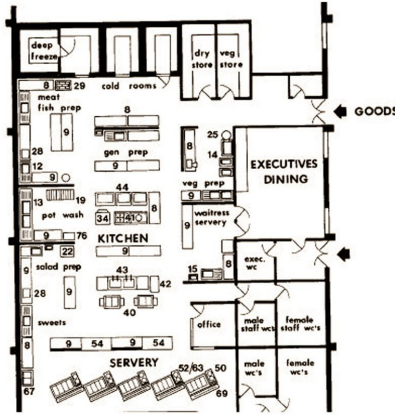 deep
freeze
dry
store
veg
store
8
29
cold rooms
meat
fish prep
8
GOODS
9
28
gen prep
25
8
14
EXECUTIVES
DINING
12
9
9
veg prep
9
44
13
19
8
34
41
waitress
servery
pot wash
9
9
76
KITCHEN
22
9
salad prep
43
15
8
exec.
wc
9
9
42
28
40
sweets
office
male
staff wcs
female
staff wc's
8
9
54
9
54
SERVERY
52/63
50
male
wc's
female
wc's
67
69